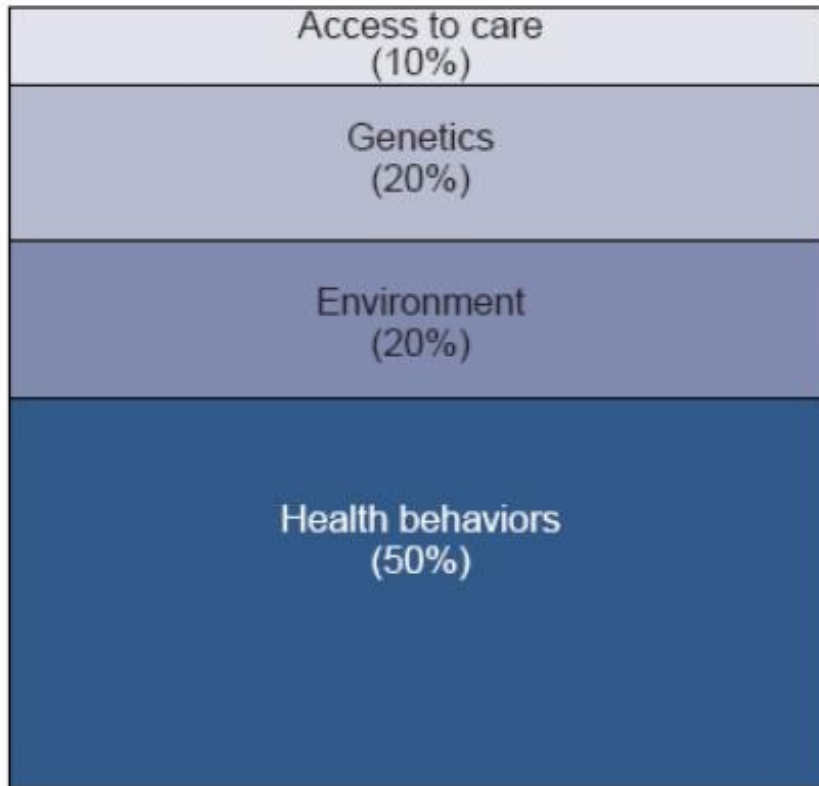 Access to care
(10%)
Genetics
(20%)
Environment
(20%)
Health behaviors
(50%)